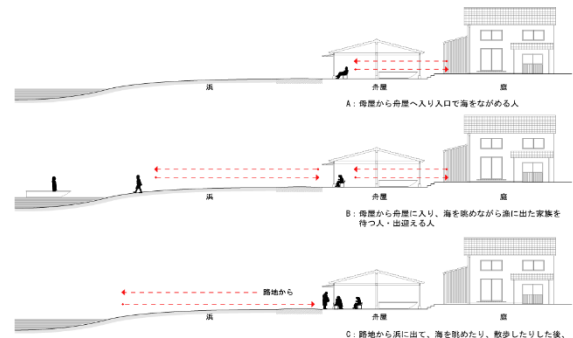 浜 舟屋 庭
A：母屋から舟屋へ入り入口で海をながめる人
浜 舟屋 庭
B：母屋から舟屋に入り、海を眺めながら漁に出た家族を
待つ人・出迎える人
路地から
浜 舟屋 庭
C：路地から浜に出て、海を眺めたり、散歩したりした後、